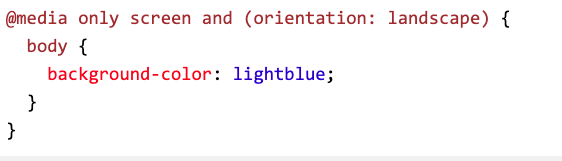 @media only screen and (orientation: landscape) {
  body {
    background-color: lightblue;
  }
}